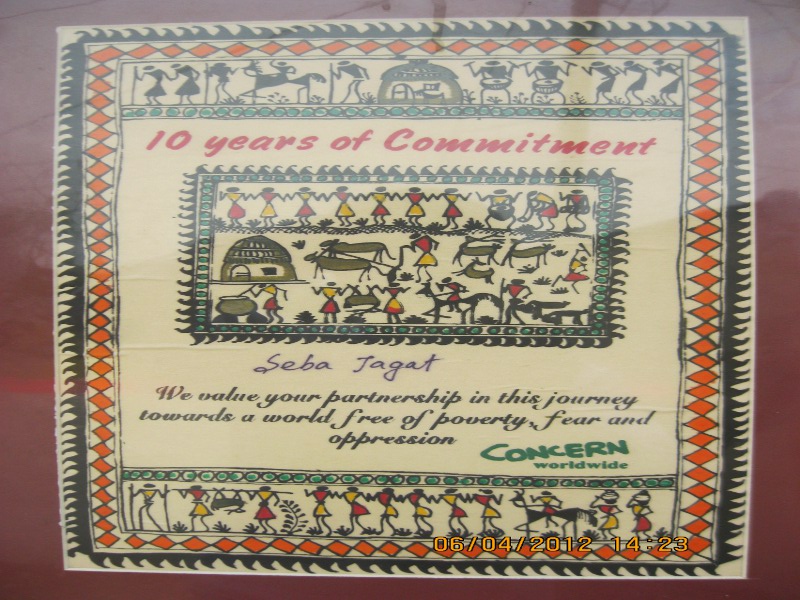 10 years of Commitment
Seba Jagat
We value your partnership in this journey
towards a world free of poverty, fear and
oppression
CONCERN
worldwide
06/04/2012 14:23